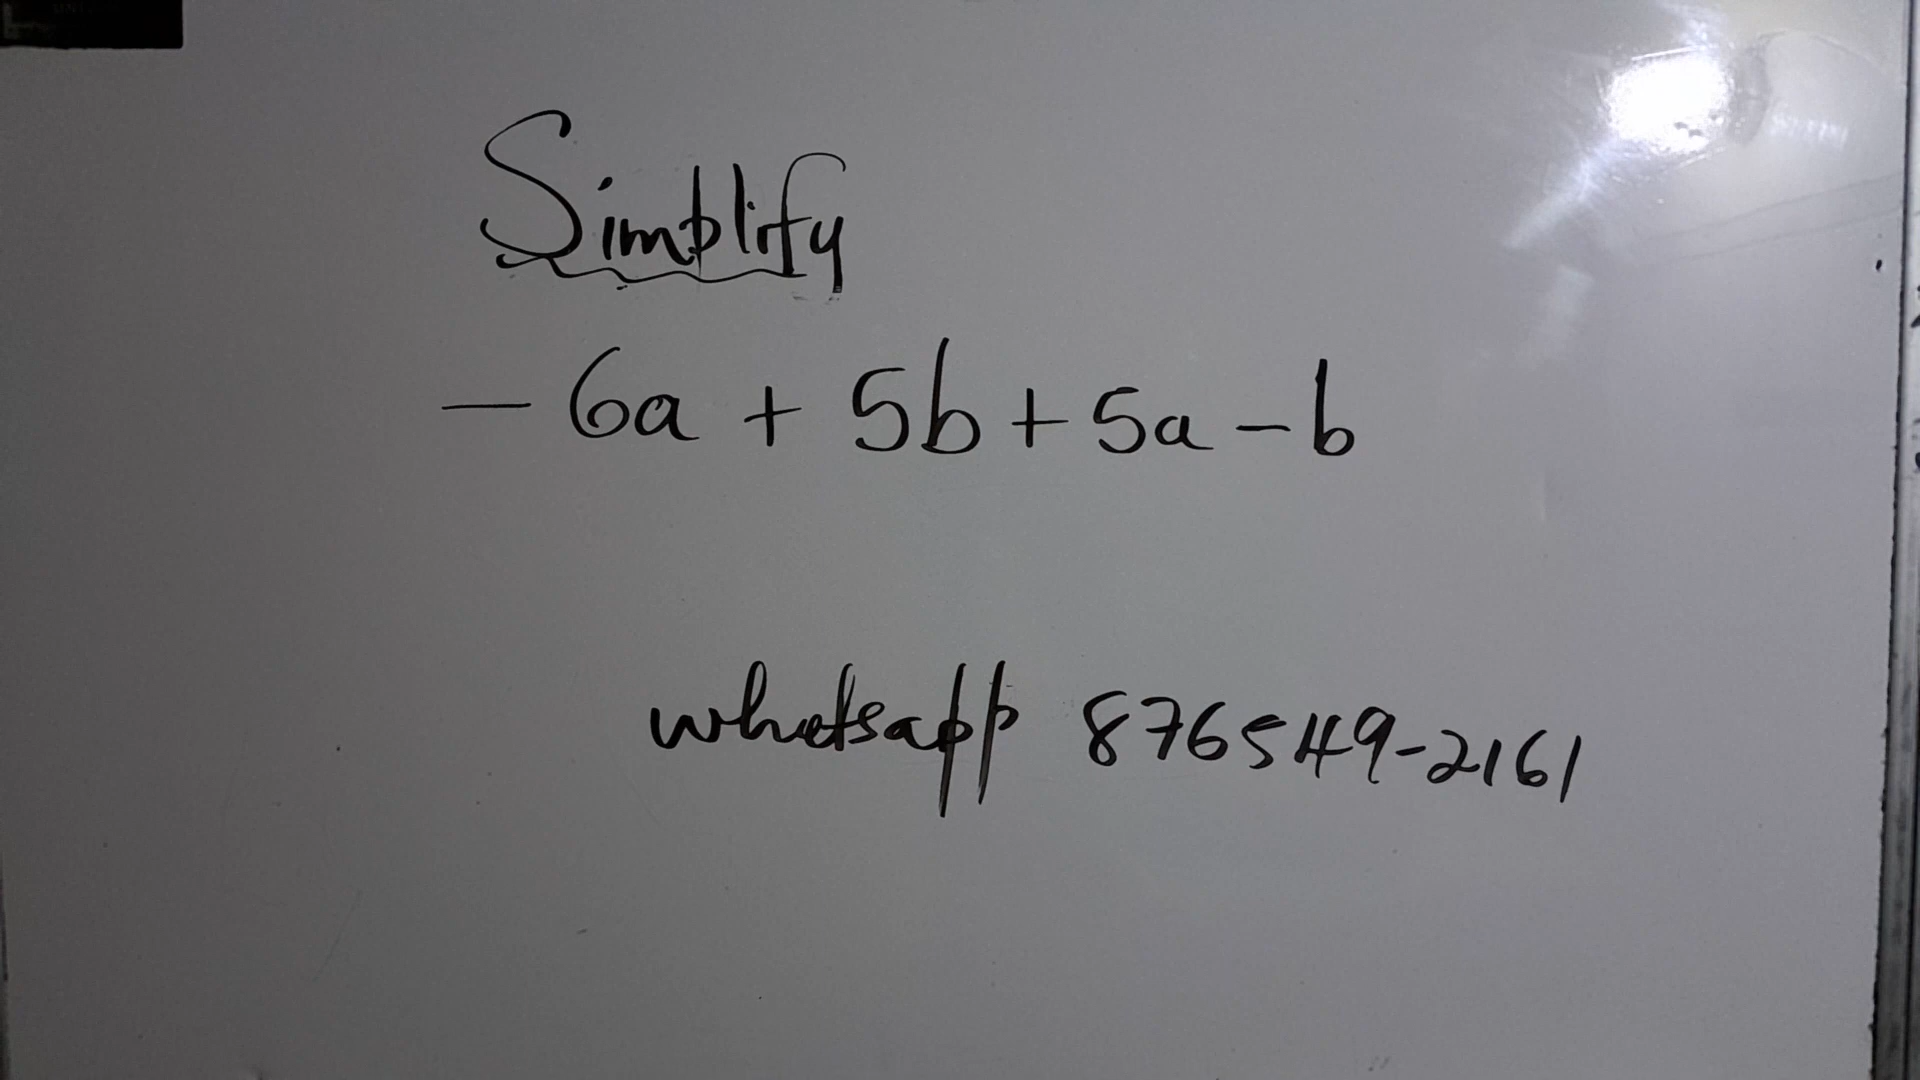 Simplify
- 6a + 5b + 5a - b
whatsapp 876549-2161